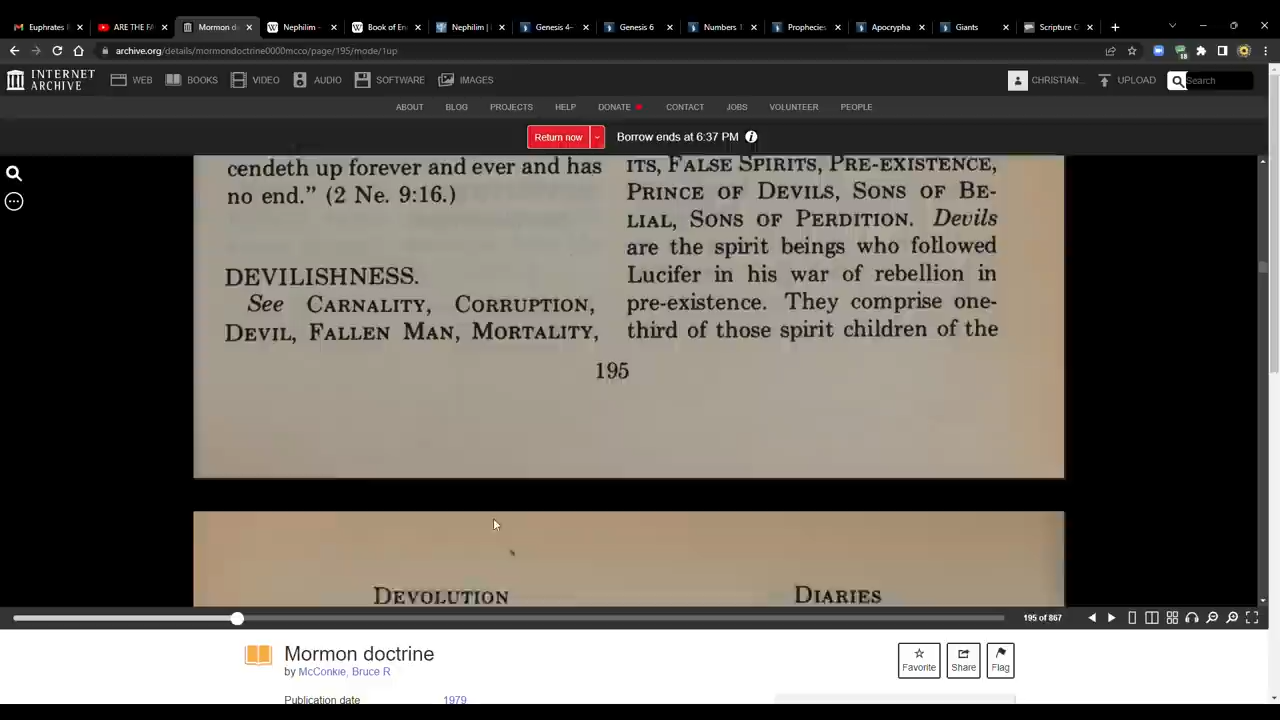 Euphrates F
ARE THE FA
Mormon d
Nephilim -
Book of En
Nephilim |
Genesis 4-
Genesis 6
Numbers 1
Prophecies
Apocrypha
Giants
Scripture C
archive.org/details/mormondoctrine0000mcco/page/195/mode/1up
18
INTERNET
ARCHIVE
WEB
BOOKS
VIDEO
AUDIO
SOFTWARE
IMAGES
CHRISTIAN...
UPLOAD
Search
ABOUT
BLOG
PROJECTS
HELP
DONATE
CONTACT
JOBS
VOLUNTEER
PEOPLE
Return now
Borrow ends at 6:37 PM
cendeth up forever and ever and has
no end." (2 Ne. 9:16.)
DEVILISHNESS.
See CARNALITY, CORRUPTION,
DEVIL, FALLEN MAN, MORTALITY,
ITS, FALSE SPIRITS, PRE-EXISTENCE,
PRINCE OF DEVILS, SONS OF BE-
LIAL, SONS OF PERDITION. Devils
are the spirit beings who followed
Lucifer in his war of rebellion in
pre-existence. They comprise one-
third of those spirit children of the
195
DEVOLUTION
DIARIES
195 of 867
Mormon doctrine
by McConkie, Bruce R
Favorite
Share
Flag
Publication date
1979